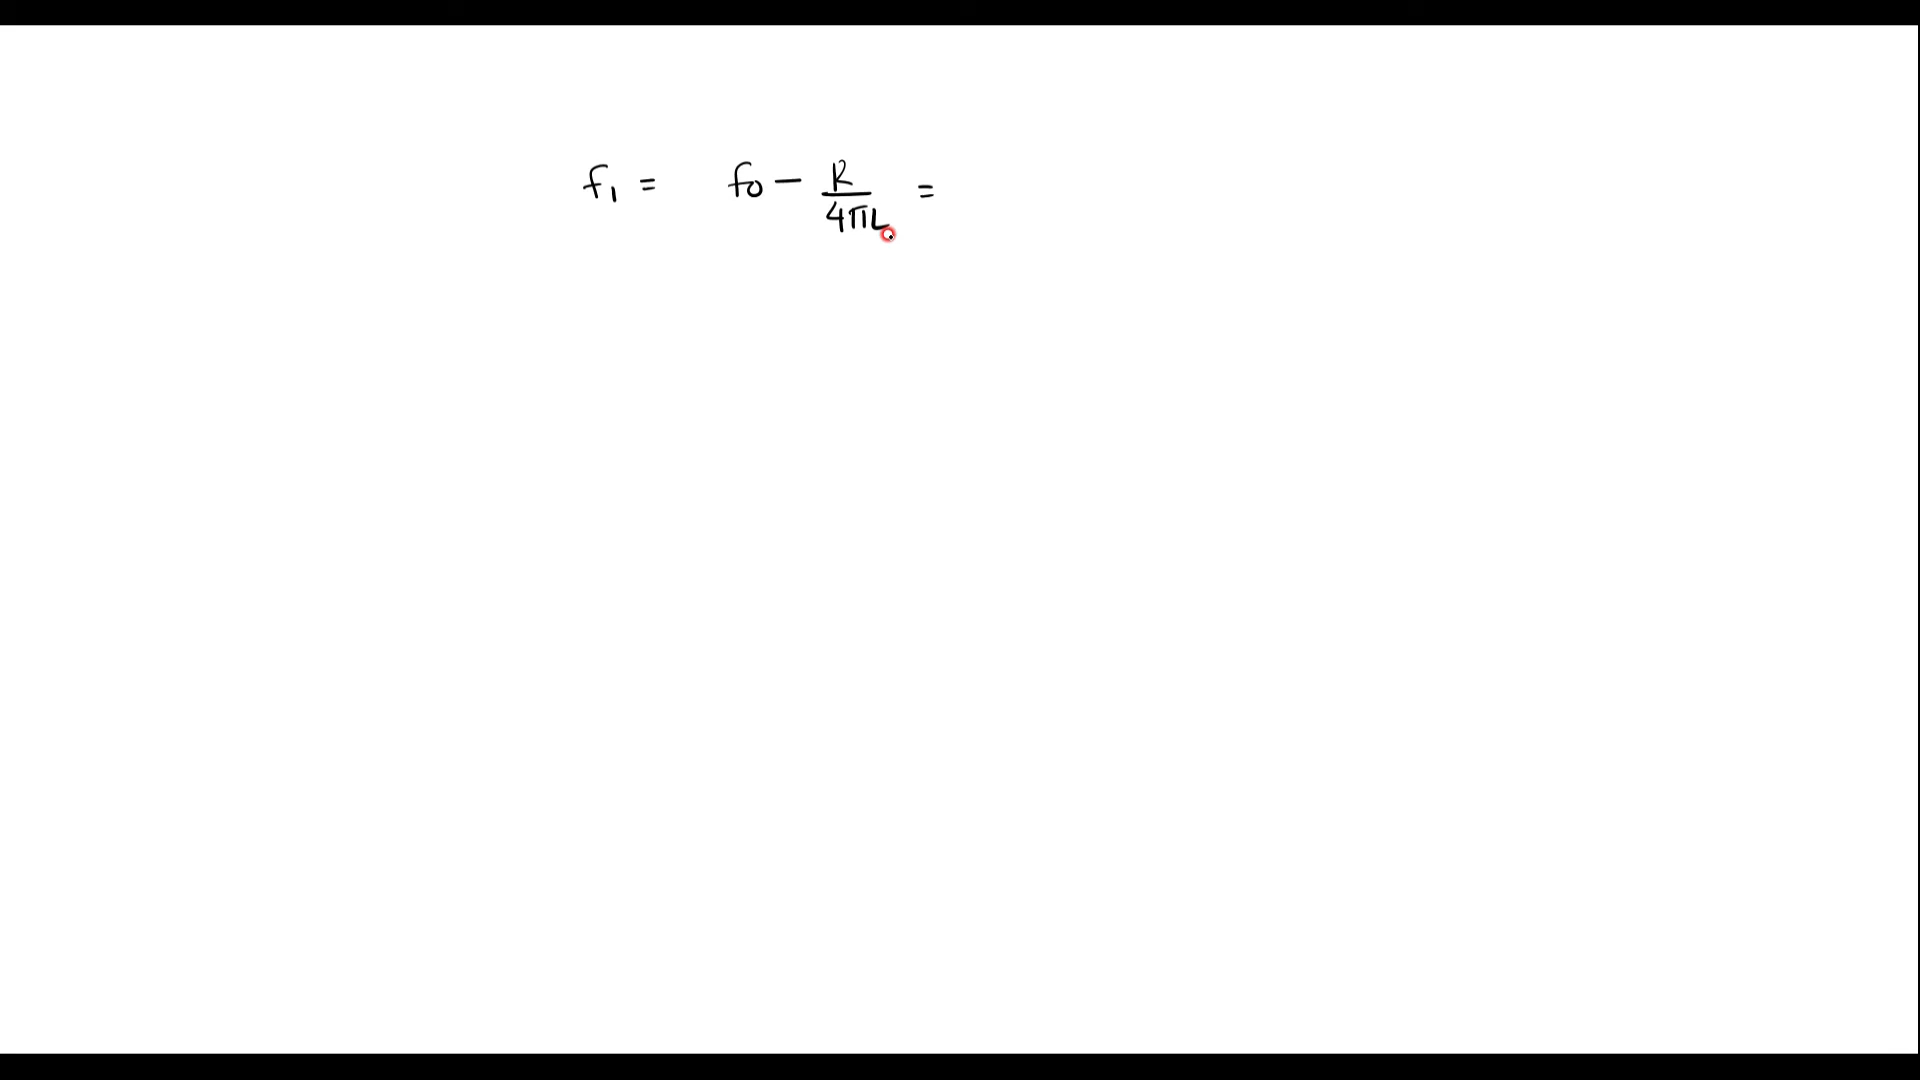 f₁ = f₀ - R/4πL =